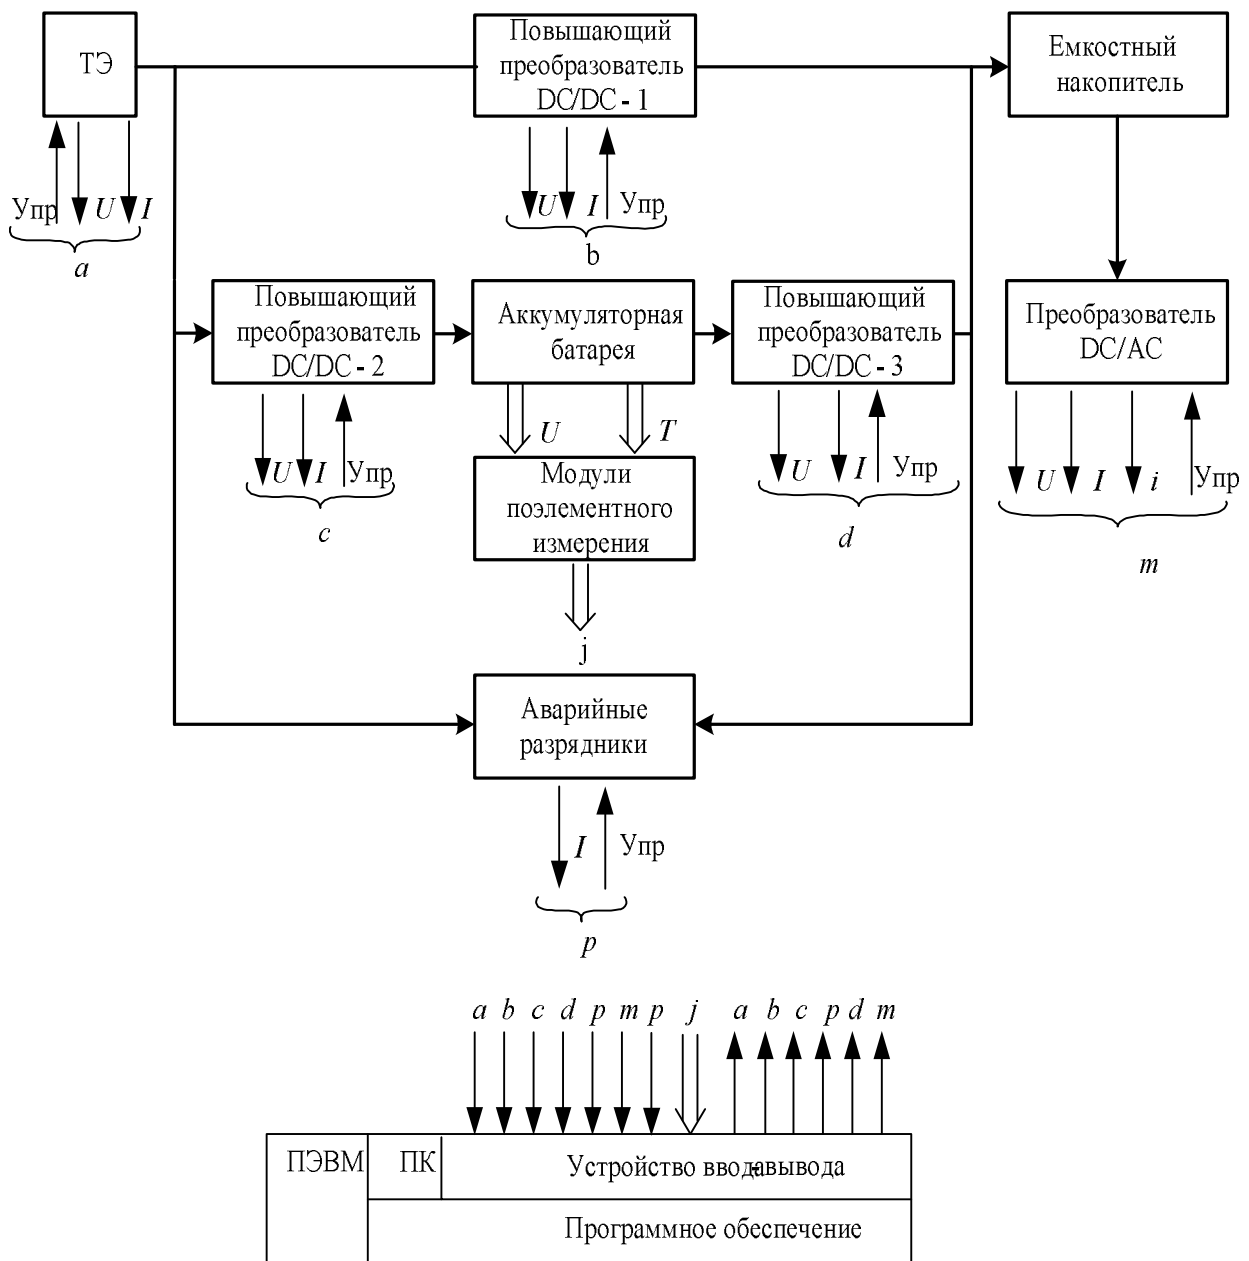 ТЭ
Повышающий
преобразователь
DC/DC - 1
Емкостный
накопитель
Упр U I
a
U I Упр
b
Повышающий
преобразователь
DC/DC - 2
Аккумуляторная
батарея
Повышающий
преобразователь
DC/DC - 3
Преобразователь
DC/AC
U I Упр
c
U T
Модули
поэлементного
измерения
j
U I Упр
d
U I i Упр
m
Аварийные
разрядники
I Упр
p
a b c d p m p j a b c p d m
ПЭВМ ПК Устройство ввода-вывода
Программное обеспечение